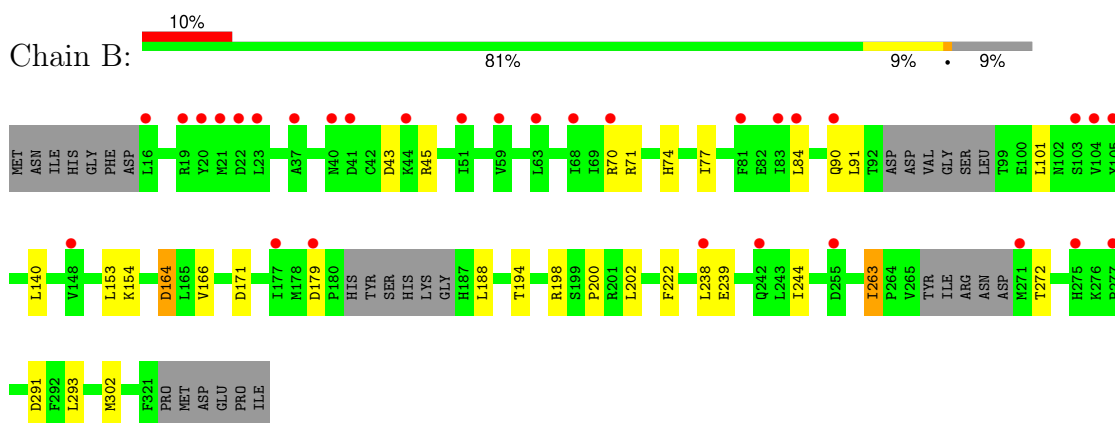 10%
Chain B:
81% 9% • 9%
MET ASN ILE HIS GLY PHE ASP L16 R19 Y20 M21 D22 L23 A37 N40 D41 C42 D43 K44 R45 I51 V59 L63 I68 I69 R70 R71 H74 I77 F81 E82 I83 L84 Q90 L91 T92 ASP ASP VAL GLY SER LEU T99 E100 L101 N102 S103 V104 Y105
L140 V148 L153 K154 D164 L165 V166 D171 I177 M178 D179 P180 HIS TYR SER HIS LYS GLY H187 L188 T194 R198 S199 P200 R201 L202 F222 L238 E239 Q242 L243 I244 D255 I263 P264 V265 TYR ILE ARG ASN ASP M271 T272 H275 K276
D291 F292 L293 M302 F321 PRO MET ASP GLU PRO ILE